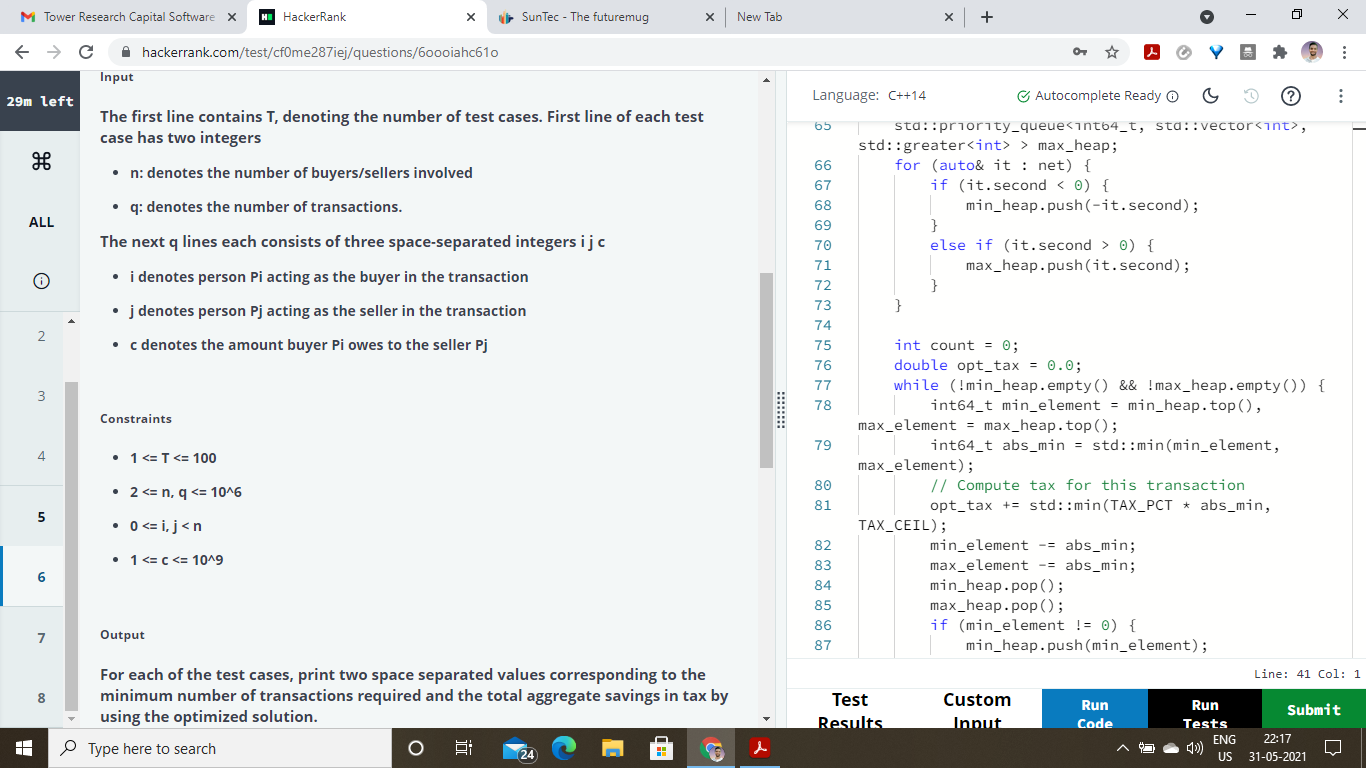 Tower Research Capital Software
HackerRank
SunTec - The futuremug
New Tab
hackerrank.com/test/cf0me287iej/questions/6oooiahc61o
29m left
ALL
2
3
4
5
6
7
8
Input
The first line contains T, denoting the number of test cases. First line of each test
case has two integers
• n: denotes the number of buyers/sellers involved
• q: denotes the number of transactions.
The next q lines each consists of three space-separated integers i j c
• i denotes person Pi acting as the buyer in the transaction
• j denotes person Pj acting as the seller in the transaction
• c denotes the amount buyer Pi owes to the seller Pj
Constraints
• 1 <= T <= 100
• 2 <= n, q <= 10^6
• 0 <= i, j < n
• 1 <= c <= 10^9
Output
For each of the test cases, print two space separated values corresponding to the
minimum number of transactions required and the total aggregate savings in tax by
using the optimized solution.
Language: C++14
Autocomplete Ready
65 std::priority_queue<int64_t, std::vector<int>,
std::greater<int> > max_heap;
66 for (auto& it : net) {
67 if (it.second < 0) {
68 min_heap.push(-it.second);
69 }
70 else if (it.second > 0) {
71 max_heap.push(it.second);
72 }
73 }
74
75 int count = 0;
76 double opt_tax = 0.0;
77 while (!min_heap.empty() && !max_heap.empty()) {
78 int64_t min_element = min_heap.top(),
max_element = max_heap.top();
79 int64_t abs_min = std::min(min_element,
max_element);
80 // Compute tax for this transaction
81 opt_tax += std::min(TAX_PCT * abs_min,
TAX_CEIL);
82 min_element -= abs_min;
83 max_element -= abs_min;
84 min_heap.pop();
85 max_heap.pop();
86 if (min_element != 0) {
87 min_heap.push(min_element);
Line: 41 Col: 1
Test
Results
Custom
Input
Run
Code
Run
Tests
Submit
Type here to search
24
ENG
US
22:17
31-05-2021